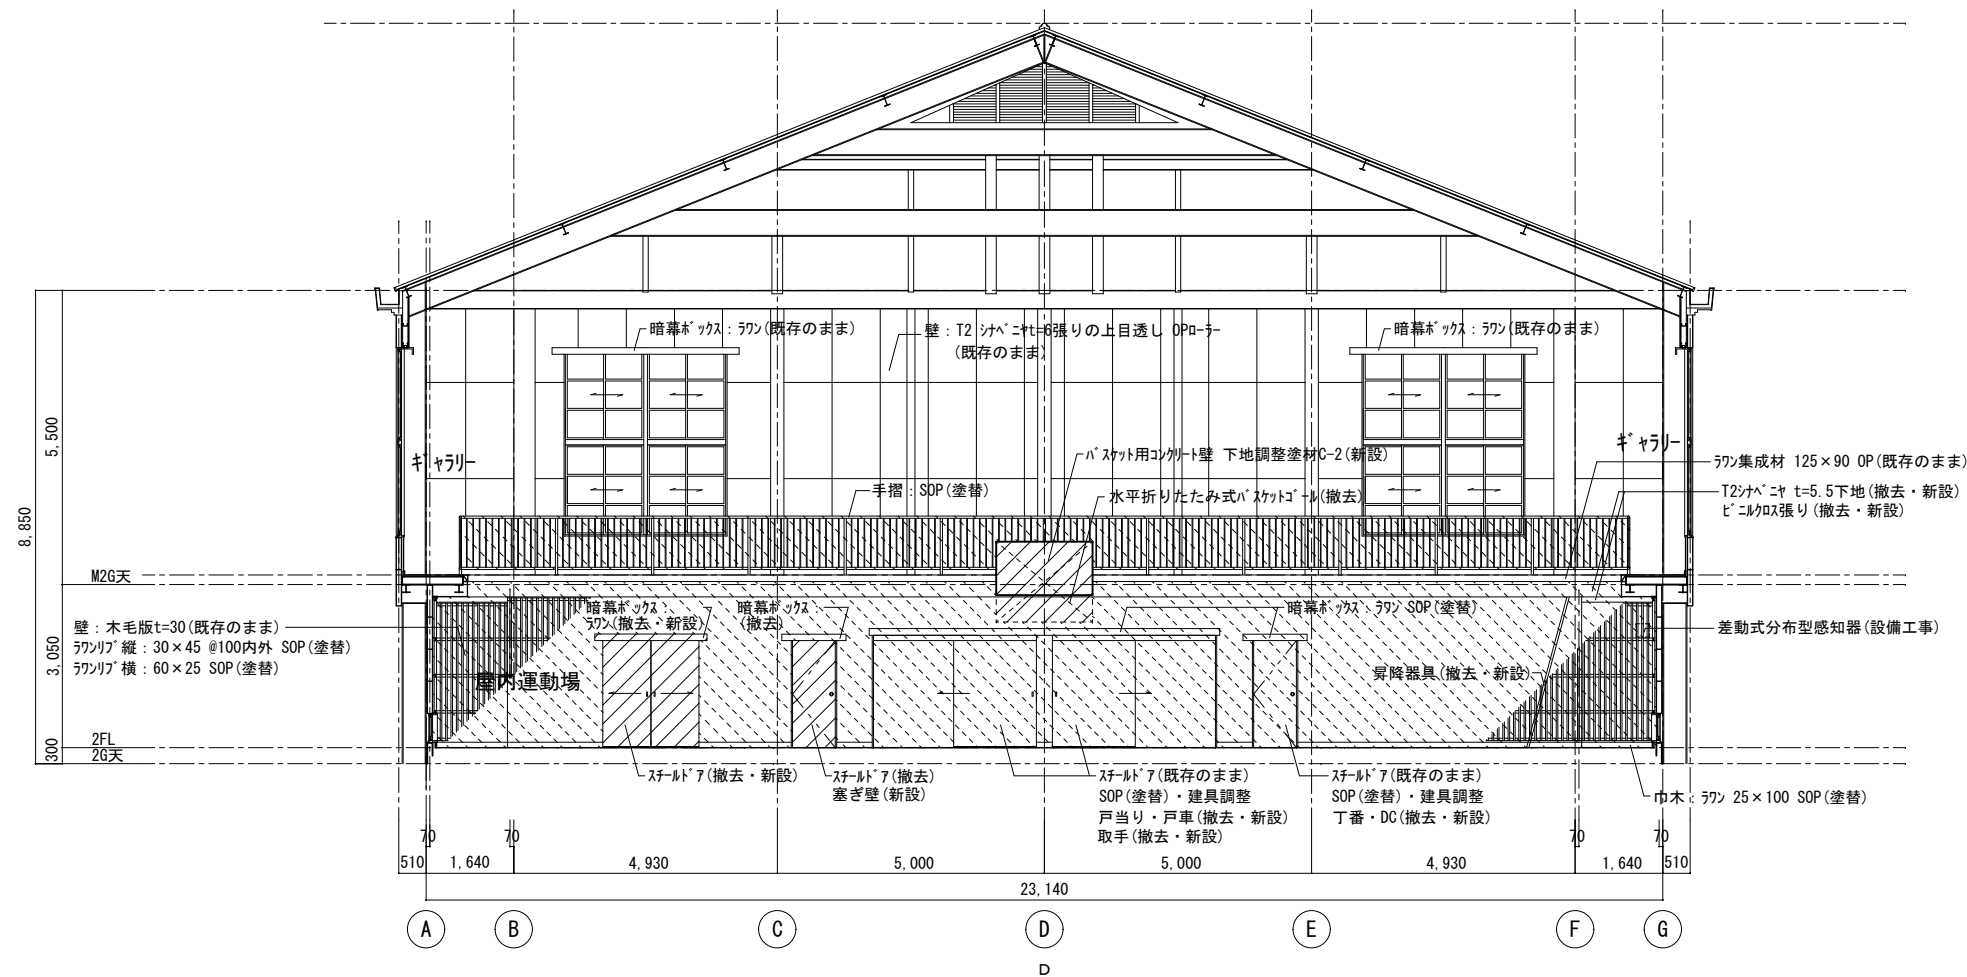 暗幕ﾎﾞｯｸｽ：ﾗﾜﾝ(既存のまま)
壁：T2 ｼﾅﾍﾞﾆﾔt=6張りの上目透し OPﾛｰﾗｰ
(既存のまま)
暗幕ﾎﾞｯｸｽ：ﾗﾜﾝ(既存のまま)
5,500
8,850
3,050
300
ｷﾞｬﾗﾘｰ
ｷﾞｬﾗﾘｰ
ﾊﾞｽｹｯﾄ用ｺﾝｸﾘｰﾄ壁 下地調整塗材C-2(新設)
手摺：SOP(塗替)
水平折りたたみ式ﾊﾞｽｹｯﾄｺﾞｰﾙ(撤去)
ﾗﾜﾝ集成材 125×90 OP(既存のまま)
T2ｼﾅﾍﾞﾆﾔ t=5.5下地(撤去・新設)
ﾋﾞﾆﾙｸﾛｽ張り(撤去・新設)
M2G天
壁：木毛版t=30(既存のまま)
ﾗﾜﾝﾘﾌﾞ縦：30×45 @100内外 SOP(塗替)
ﾗﾜﾝﾘﾌﾞ横：60×25 SOP(塗替)
暗幕ﾎﾞｯｸｽ：
ﾗﾜﾝ(撤去・新設)
暗幕ﾎﾞｯｸｽ
(撤去)
暗幕ﾎﾞｯｸｽ：ﾗﾜﾝ SOP(塗替)
差動式分布型感知器(設備工事)
昇降器具(撤去・新設)
屋内運動場
2FL
2G天
ｽﾁｰﾙﾄﾞｱ(撤去・新設)
ｽﾁｰﾙﾄﾞｱ(撤去)
塞ぎ壁(新設)
ｽﾁｰﾙﾄﾞｱ(既存のまま)
SOP(塗替)・建具調整
戸当り・戸車(撤去・新設)
取手(撤去・新設)
ｽﾁｰﾙﾄﾞｱ(既存のまま)
SOP(塗替)・建具調整
丁番・DC(撤去・新設)
巾木：ﾗﾜﾝ 25×100 SOP(塗替)
70 70 70 70
510 1,640 4,930 5,000 5,000 4,930 1,640 510
23,140
A B C D E F G
D